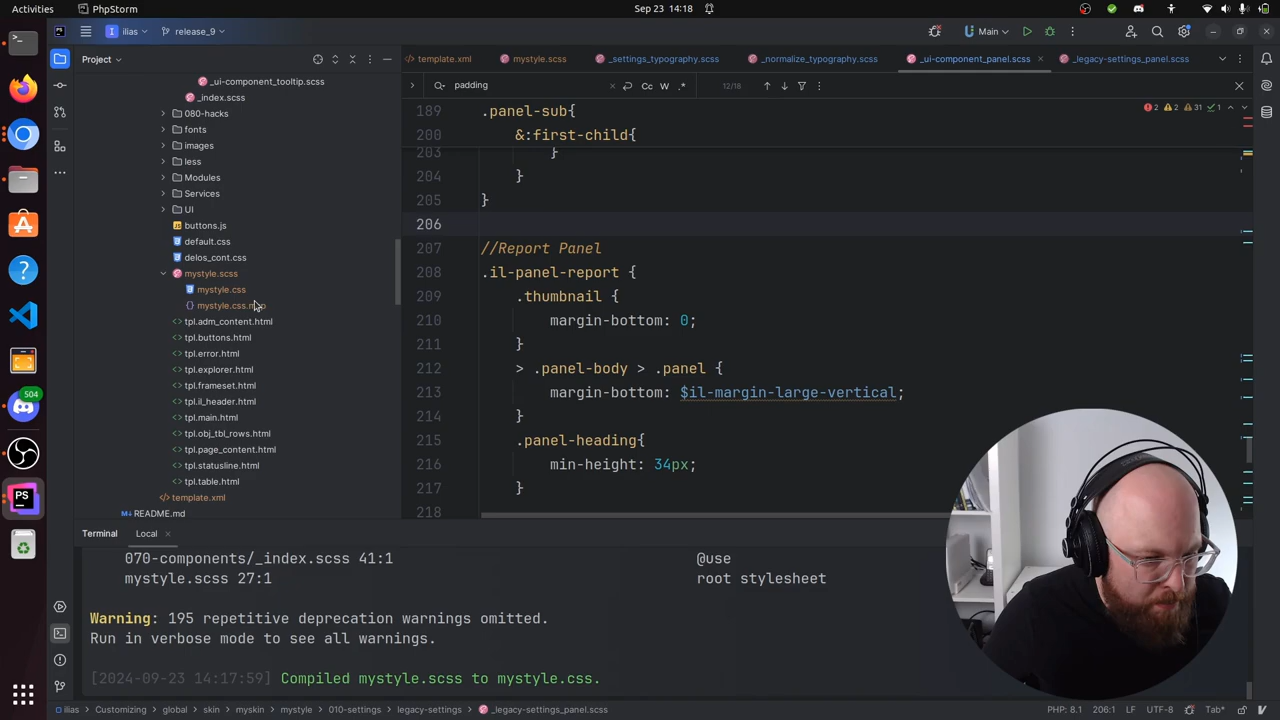 Activities
PhpStorm
Sep 23 14:18
I ilias
release_9
Main
Project
template.xml
mystyle.scss
_settings_typography.scss
_normalize_typography.scss
_ui-component_panel.scss
_legacy-settings_panel.scss
padding
Cc W .*
12/18
_ui-component_tooltip.scss
_index.scss
080-hacks
fonts
images
less
Modules
Services
UI
buttons.js
default.css
delos_cont.css
mystyle.scss
mystyle.css
mystyle.css.map
tpl.adm_content.html
tpl.buttons.html
tpl.error.html
tpl.explorer.html
tpl.frameset.html
tpl.il_header.html
tpl.main.html
tpl.obj_tbl_rows.html
tpl.page_content.html
tpl.statusline.html
tpl.table.html
template.xml
README.md
2 2 31 1
189 .panel-sub{
200 &:first-child{
203 }
204 }
205 }
206
207 //Report Panel
208 .il-panel-report {
209 .thumbnail {
210 margin-bottom: 0;
211 }
212 > .panel-body > .panel {
213 margin-bottom: $il-margin-large-vertical;
214 }
215 .panel-heading{
216 min-height: 34px;
217 }
218
504
PS
Terminal
Local
070-components/_index.scss 41:1 @use
mystyle.scss 27:1 root stylesheet
Warning: 195 repetitive deprecation warnings omitted.
Run in verbose mode to see all warnings.
[2024-09-23 14:17:59] Compiled mystyle.scss to mystyle.css.
ilias > Customizing > global > skin > myskin > mystyle > 010-settings > legacy-settings > _legacy-settings_panel.scss
PHP: 8.1 206:1 LF UTF-8 Tab*